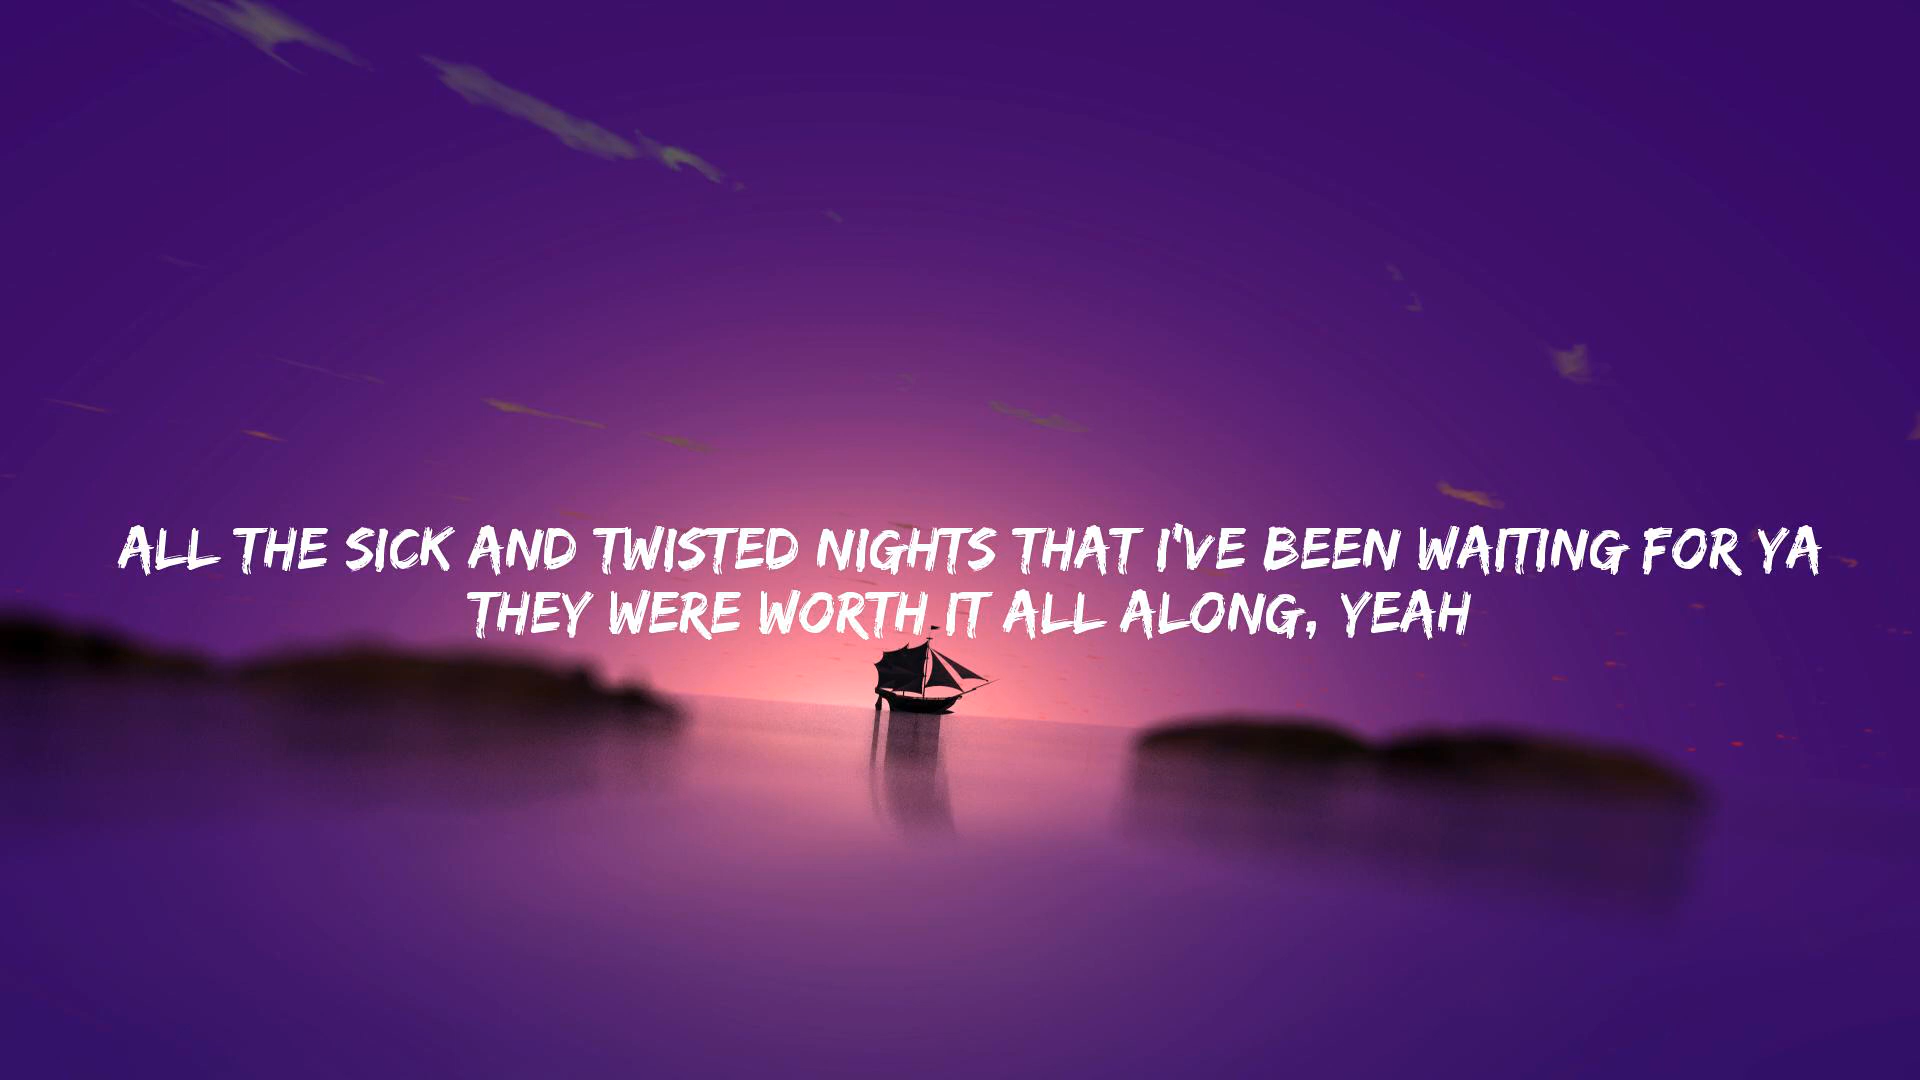 ALL THE SICK AND TWISTED NIGHTS THAT I'VE BEEN WAITING FOR YA
THEY WERE WORTH IT ALL ALONG, YEAH